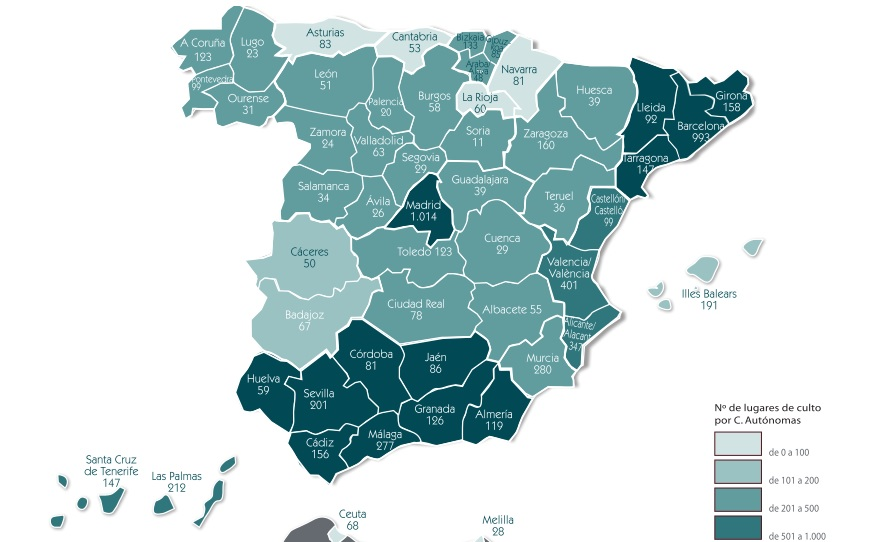 A Coruña
123
Lugo
23
Asturias
83
Cantabria
53
Bizkaia
133
Navarra
81
Pontevedra
99
Ourense
31
León
51
Palencia
20
Burgos
58
La Rioja
60
Huesca
39
Lleida
92
Girona
158
Barcelona
993
Zamora
24
Valladolid
63
Soria
11
Zaragoza
160
Tarragona
147
Segovia
29
Salamanca
34
Ávila
26
Madrid
1.014
Guadalajara
39
Teruel
36
Castellón/
Castelló
99
Cáceres
50
Toledo 123
Cuenca
29
Valencia/
València
401
Illes Balears
191
Badajoz
67
Ciudad Real
78
Albacete 55
Alicante/
Alacant
347
Murcia
280
Huelva
59
Sevilla
201
Córdoba
81
Jaén
86
Granada
126
Almería
119
Cádiz
156
Málaga
277
Santa Cruz
de Tenerife
147
Las Palmas
212
Ceuta
68
Melilla
28
Nº de lugares de culto
por C. Autónomas
de 0 a 100
de 101 a 200
de 201 a 500
de 501 a 1.000